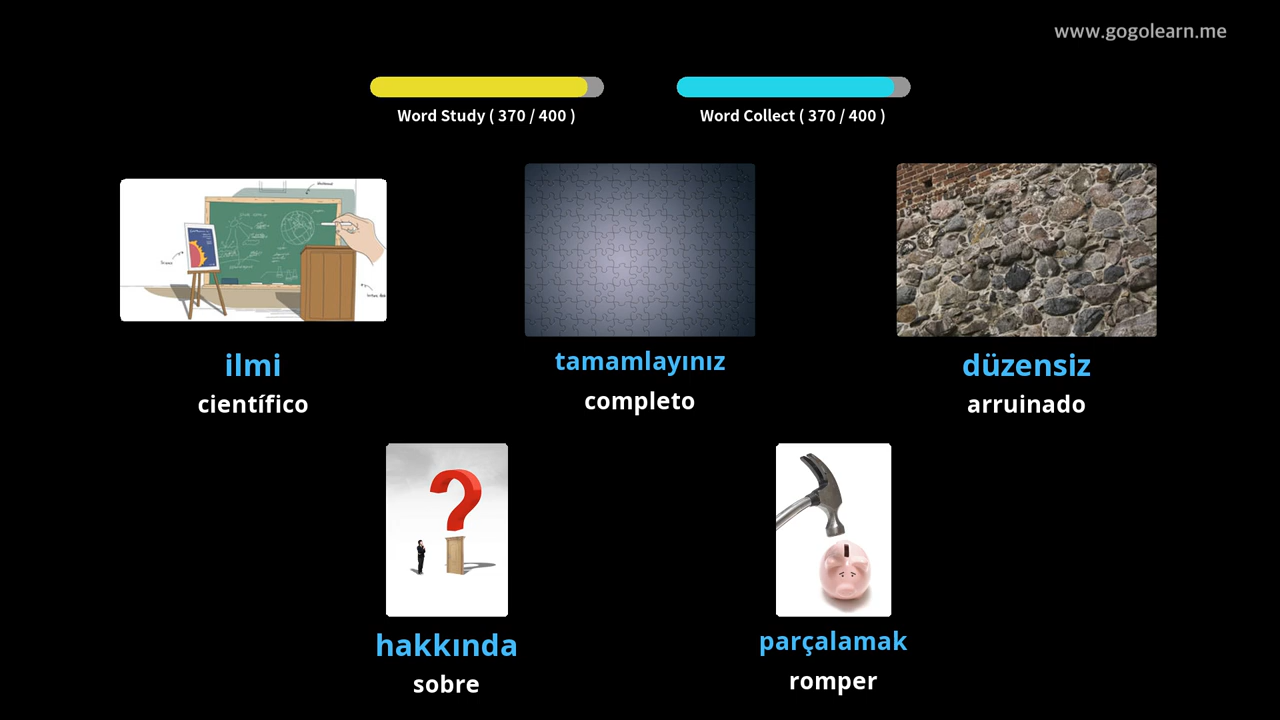 www.gogolearn.me
Word Study ( 370 / 400 )
Word Collect ( 370 / 400 )
ilmi
científico
tamamlayınız
completo
düzensiz
arruinado
hakkında
sobre
parçalamak
romper